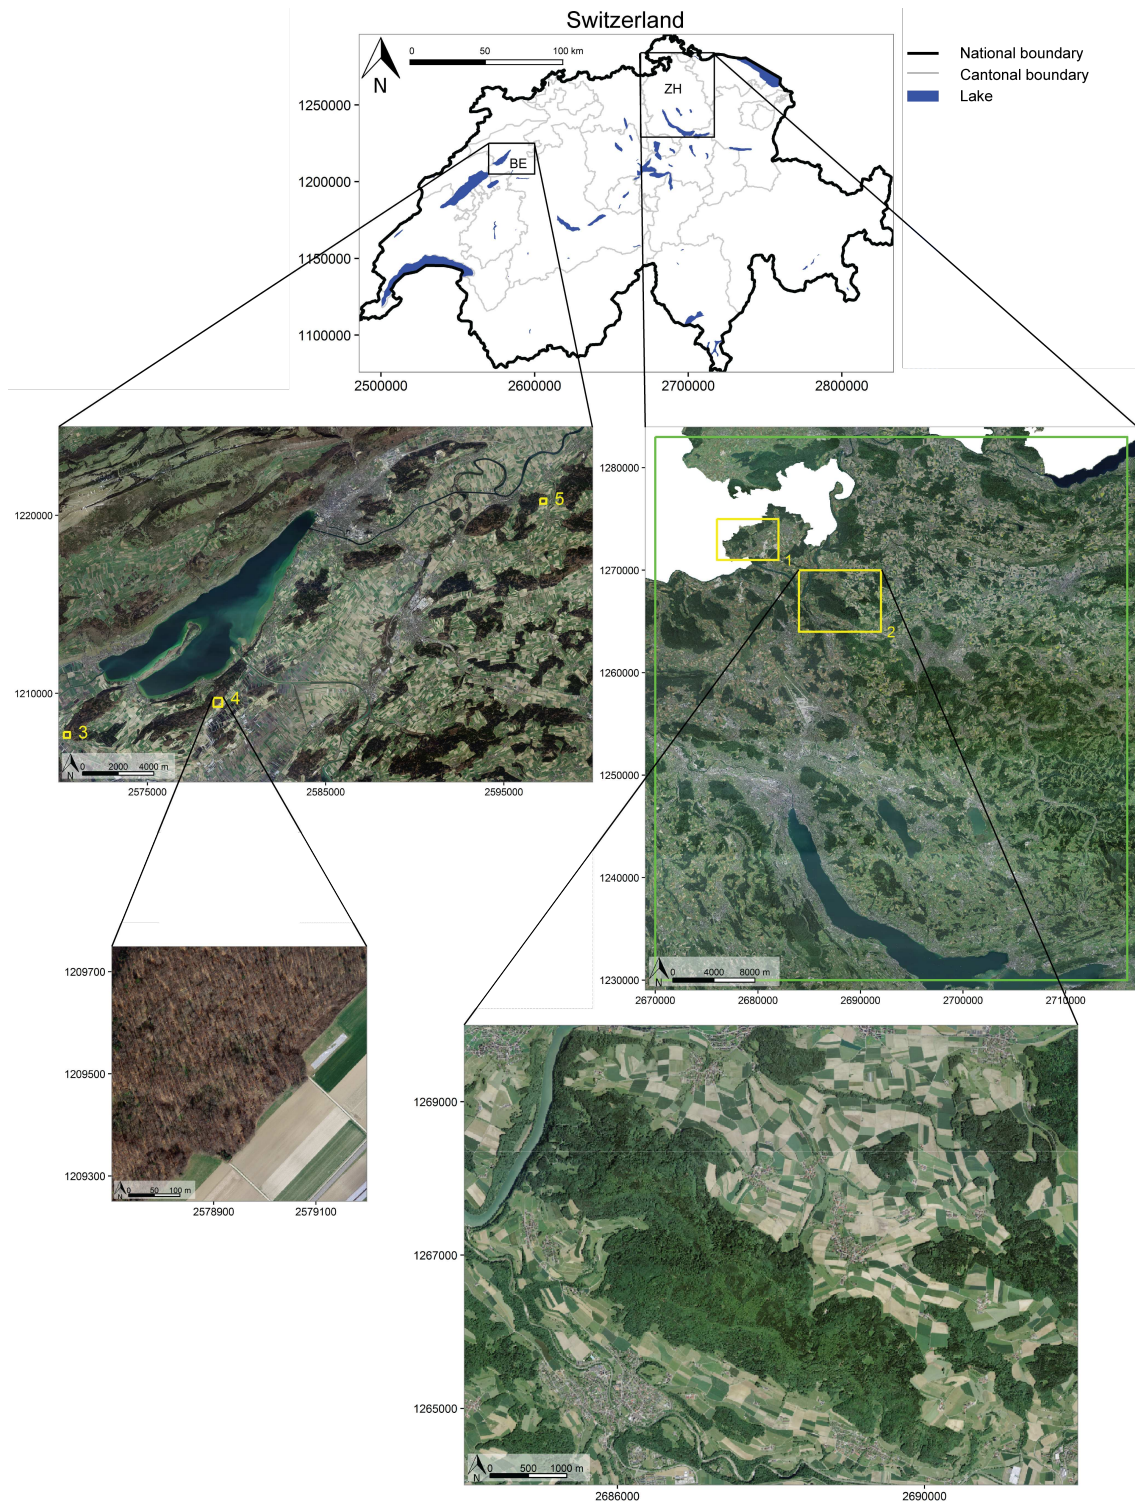 Switzerland
0 50 100 km
N
National boundary
Cantonal boundary
Lake
ZH
BE
1250000
1200000
1150000
1100000
2500000 2600000 2700000 2800000
5
4
3
1220000
1210000
N
0 2000 4000 m
2575000 2585000 2595000
1
2
1280000
1270000
1260000
1250000
1240000
1230000
N
0 4000 8000 m
2670000 2680000 2690000 2700000 2710000
1209700
1209500
1209300
N
0 50 100 m
2578900 2579100
1269000
1267000
1265000
N
0 500 1000 m
2686000 2690000